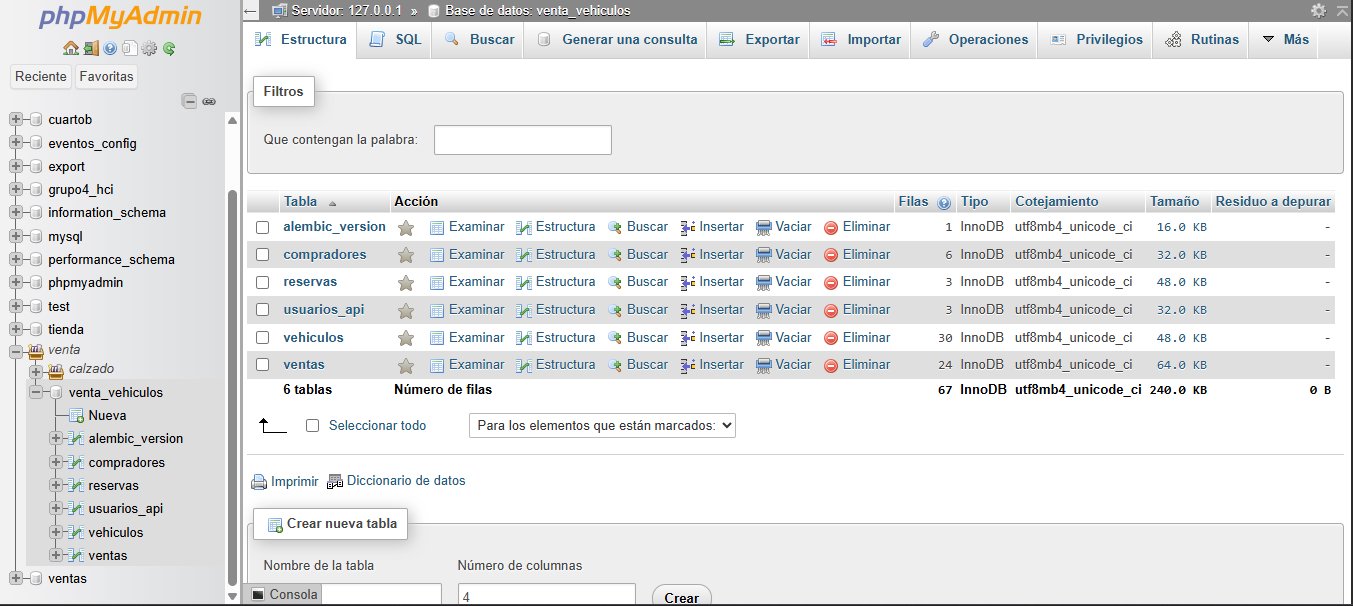 phpMyAdmin
Reciente Favoritas
cuartob
eventos_config
export
grupo4_hci
information_schema
mysql
performance_schema
phpmyadmin
test
tienda
venta
calzado
venta_vehiculos
Nueva
alembic_version
compradores
reservas
usuarios_api
vehiculos
ventas
ventas
Servidor: 127.0.0.1 » Base de datos: venta_vehiculos
Estructura SQL Buscar Generar una consulta Exportar Importar Operaciones Privilegios Rutinas Más
Filtros
Que contengan la palabra:
Tabla Acción Filas Tipo Cotejamiento Tamaño Residuo a depurar
alembic_version Examinar Estructura Buscar Insertar Vaciar Eliminar 1 InnoDB utf8mb4_unicode_ci 16.0 KB -
compradores Examinar Estructura Buscar Insertar Vaciar Eliminar 6 InnoDB utf8mb4_unicode_ci 32.0 KB -
reservas Examinar Estructura Buscar Insertar Vaciar Eliminar 3 InnoDB utf8mb4_unicode_ci 48.0 KB -
usuarios_api Examinar Estructura Buscar Insertar Vaciar Eliminar 3 InnoDB utf8mb4_unicode_ci 32.0 KB -
vehiculos Examinar Estructura Buscar Insertar Vaciar Eliminar 30 InnoDB utf8mb4_unicode_ci 48.0 KB -
ventas Examinar Estructura Buscar Insertar Vaciar Eliminar 24 InnoDB utf8mb4_unicode_ci 64.0 KB -
6 tablas Número de filas 67 InnoDB utf8mb4_unicode_ci 240.0 KB 0 B
Seleccionar todo Para los elementos que están marcados:
Imprimir Diccionario de datos
Crear nueva tabla
Nombre de la tabla Número de columnas
Consola 4 Crear